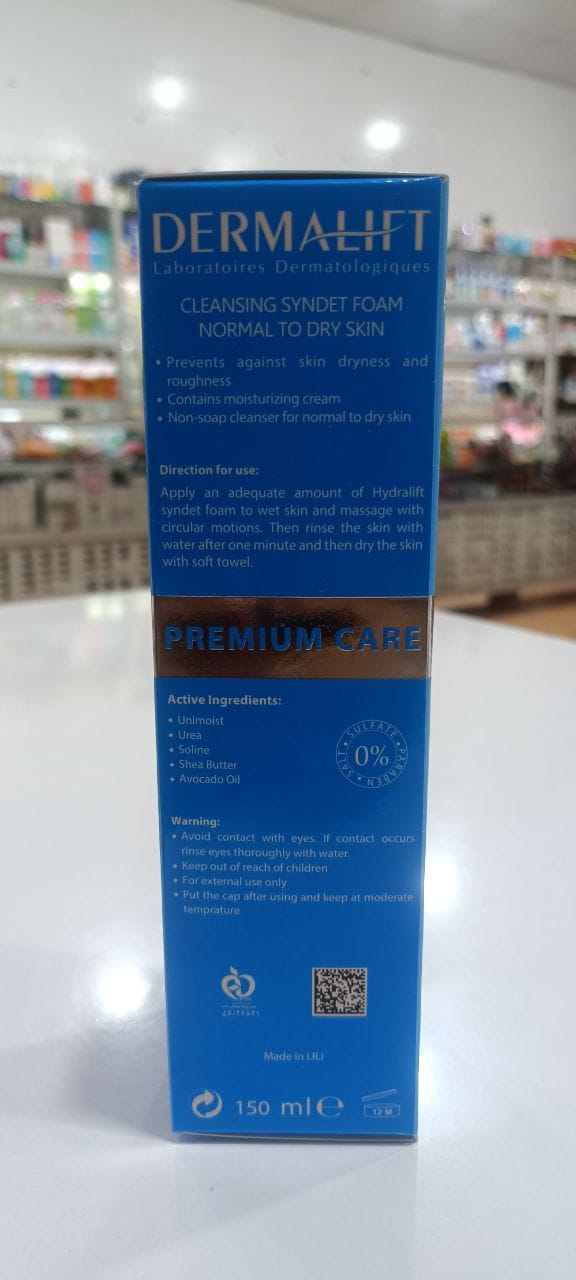 DERMALIFT
Laboratoires Dermatologiques
CLEANSING SYNDET FOAM
NORMAL TO DRY SKIN
• Prevents against skin dryness and
roughness
• Contains moisturizing cream
• Non-soap cleanser for normal to dry skin
Direction for use:
Apply an adequate amount of Hydralift
syndet foam to wet skin and massage with
circular motions. Then rinse the skin with
water after one minute and then dry the skin
with soft towel.
PREMIUM CARE
Active Ingredients:
• Unimoist
• Urea
• Soline
• Shea Butter
• Avocado Oil
SULFATE • PARABEN • SALT •
0%
Warning:
• Avoid contact with eyes. If contact occurs
rinse eyes thoroughly with water.
• Keep out of reach of children
• For external use only
• Put the cap after using and keep at moderate
temprature
Made in I.R.I
150 ml e
12 M